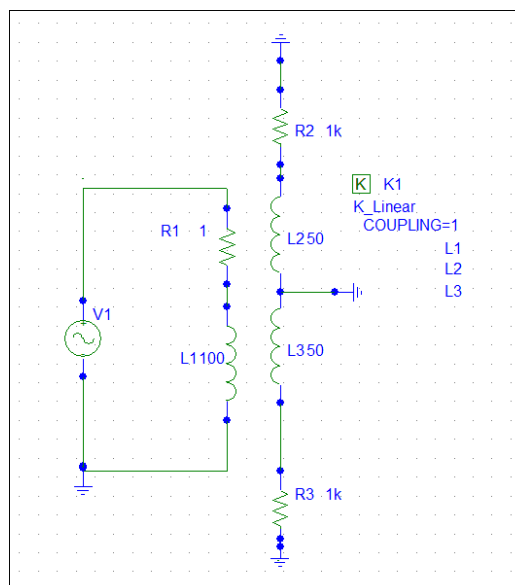 R2 1k
K K1
K_Linear
COUPLING=1
L1
L2
L3
R1 1
L250
V1
L1100
L350
R3 1k